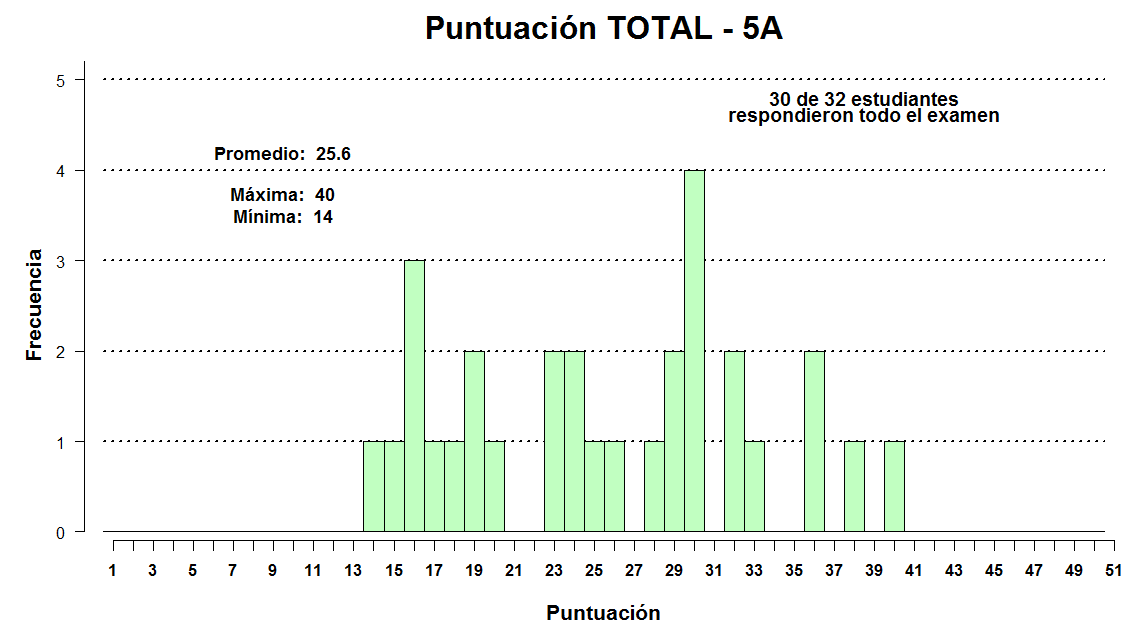 Puntuación TOTAL - 5A
30 de 32 estudiantes
respondieron todo el examen
Promedio: 25.6
Máxima: 40
Mínima: 14
Frecuencia
5
4
3
2
1
0
1 3 5 7 9 11 13 15 17 19 21 23 25 27 29 31 33 35 37 39 41 43 45 47 49 51
Puntuación